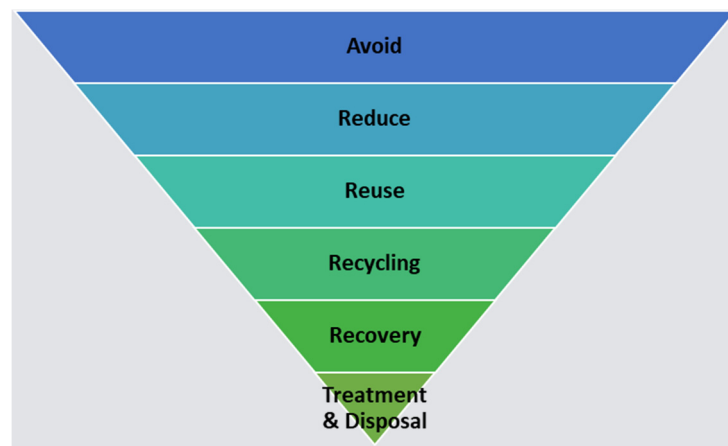 Avoid
Reduce
Reuse
Recycling
Recovery
Treatment
& Disposal